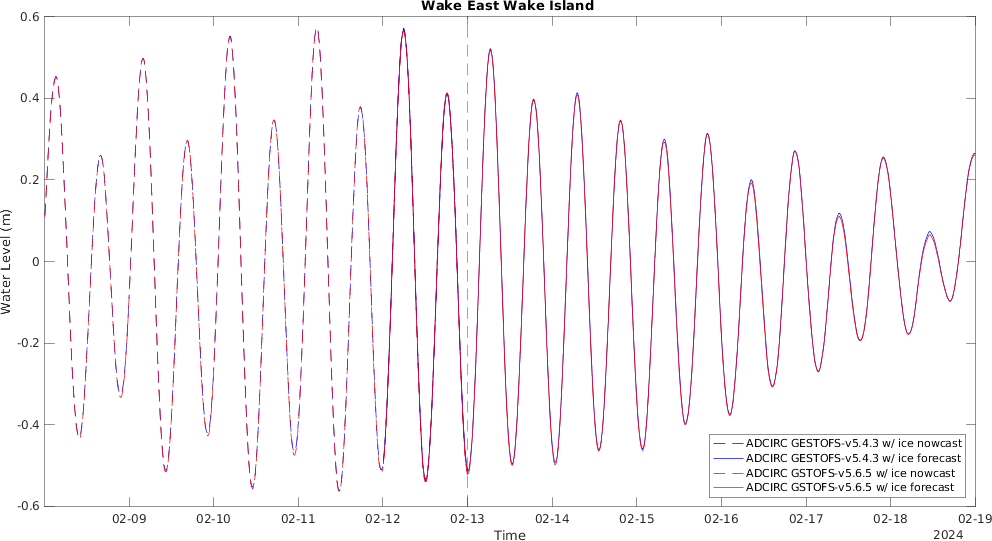 Wake East Wake Island
0.6
0.4
0.2
0
-0.2
-0.4
-0.6
Water Level (m)
ADCIRC GESTOFS-v5.4.3 w/ ice nowcast
ADCIRC GESTOFS-v5.4.3 w/ ice forecast
ADCIRC GSTOFS-v5.6.5 w/ ice nowcast
ADCIRC GSTOFS-v5.6.5 w/ ice forecast
02-09 02-10 02-11 02-12 02-13 02-14 02-15 02-16 02-17 02-18 02-19
Time
2024